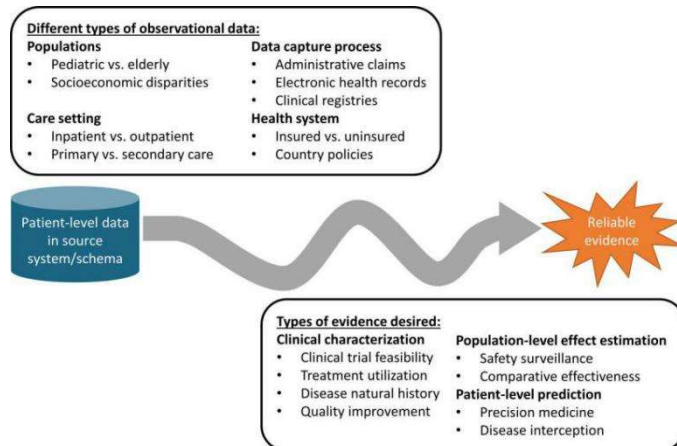 Different types of observational data:
Populations
• Pediatric vs. elderly
• Socioeconomic disparities
Care setting
• Inpatient vs. outpatient
• Primary vs. secondary care
Data capture process
• Administrative claims
• Electronic health records
• Clinical registries
Health system
• Insured vs. uninsured
• Country policies
Patient-level data
in source
system/schema
Reliable
evidence
Types of evidence desired:
Clinical characterization
• Clinical trial feasibility
• Treatment utilization
• Disease natural history
• Quality improvement
Population-level effect estimation
• Safety surveillance
• Comparative effectiveness
Patient-level prediction
• Precision medicine
• Disease interception